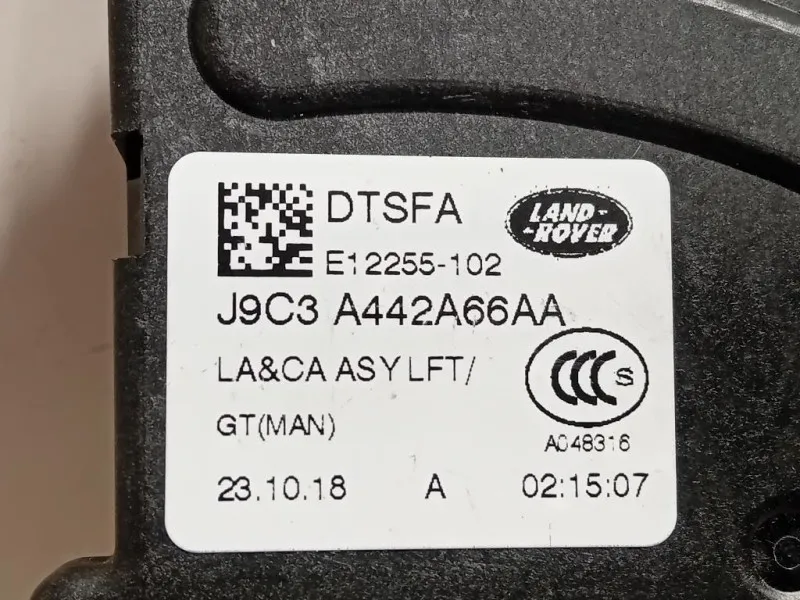 DTSFA
LAND-
-ROVER
E12255-102
J9C3 A442A66AA
LA&CA ASY LFT/
CCC S
GT(MAN)
A048316
23.10.18 A 02:15:07